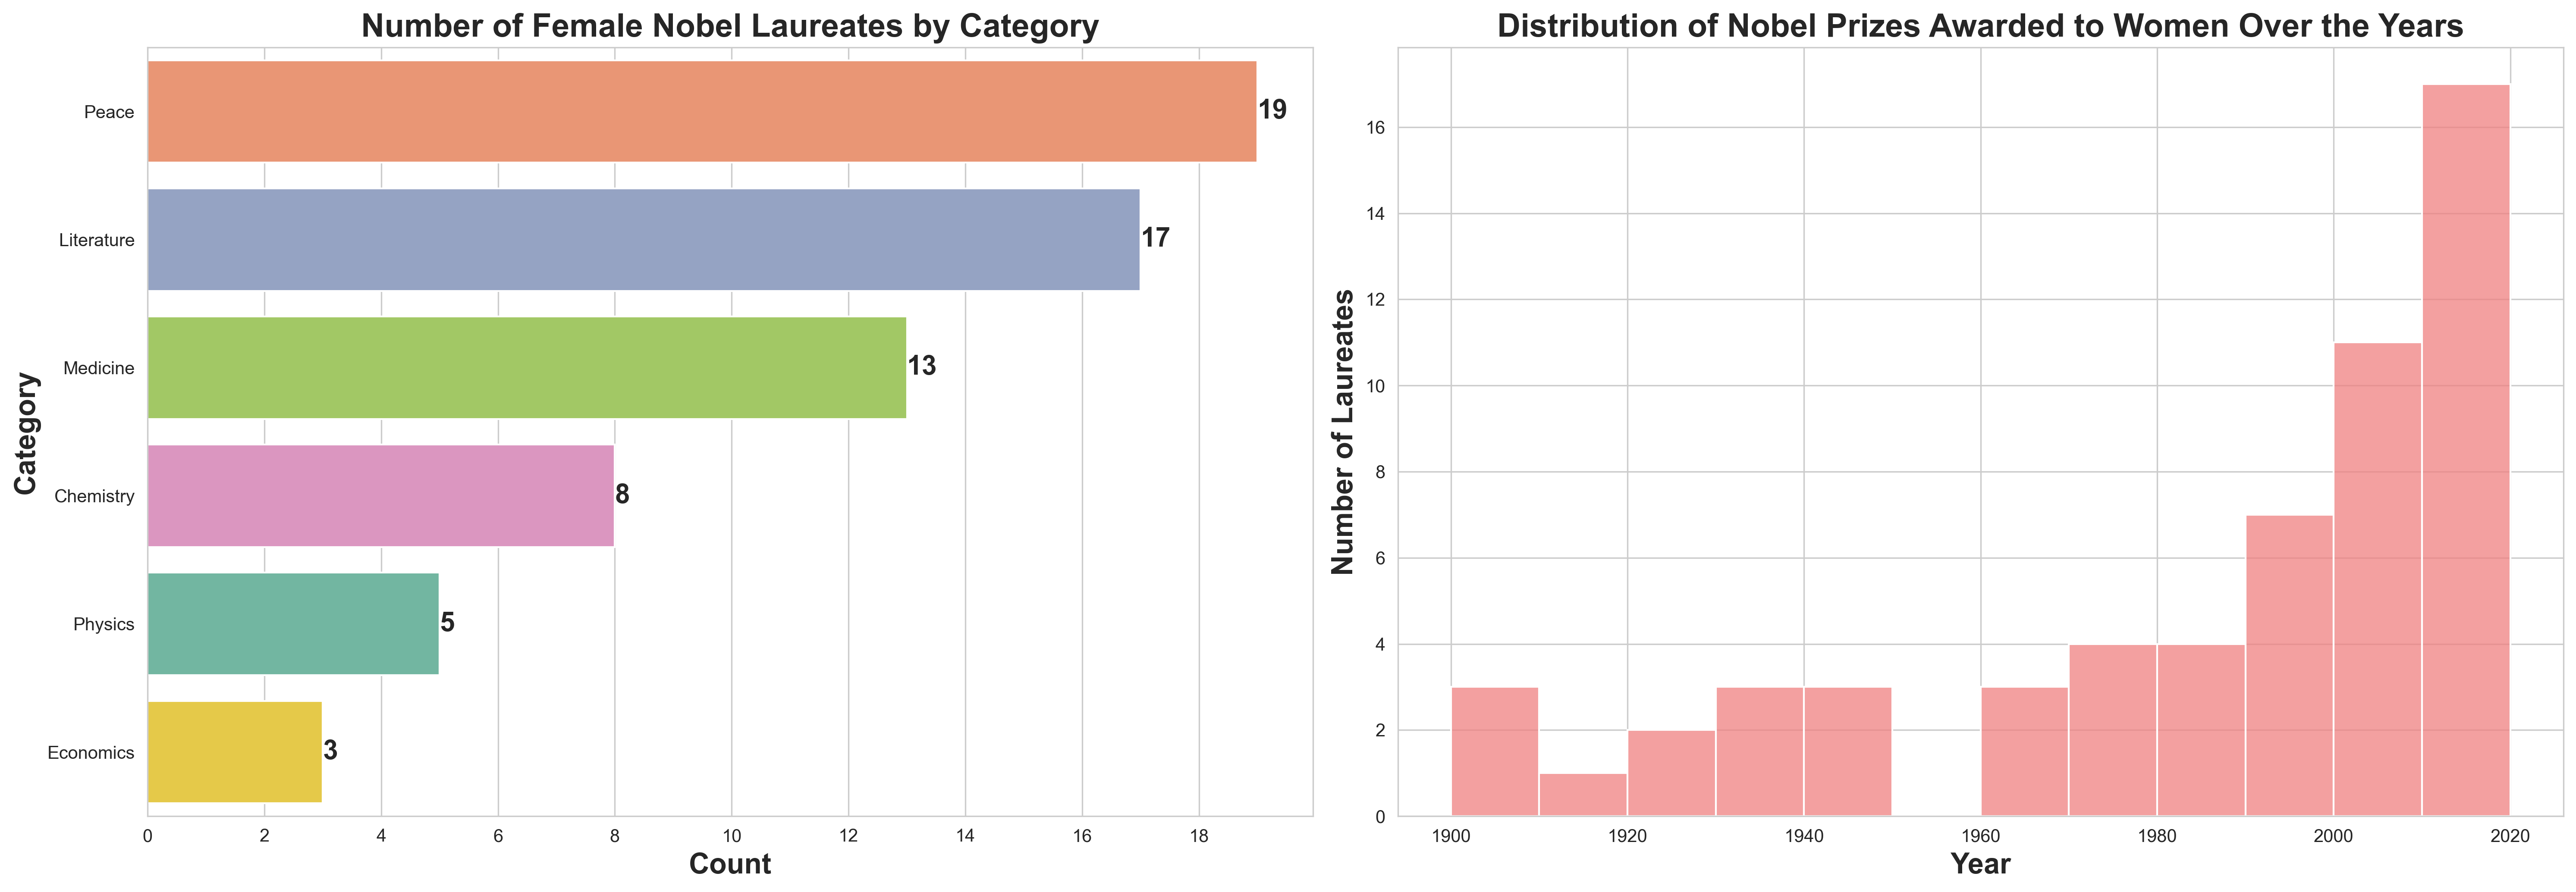 Number of Female Nobel Laureates by Category
Category
Peace
19
Literature
17
Medicine
13
Chemistry
8
Physics
5
Economics
3
0 2 4 6 8 10 12 14 16 18
Count
Distribution of Nobel Prizes Awarded to Women Over the Years
Number of Laureates
16
14
12
10
8
6
4
2
0
1900 1920 1940 1960 1980 2000 2020
Year